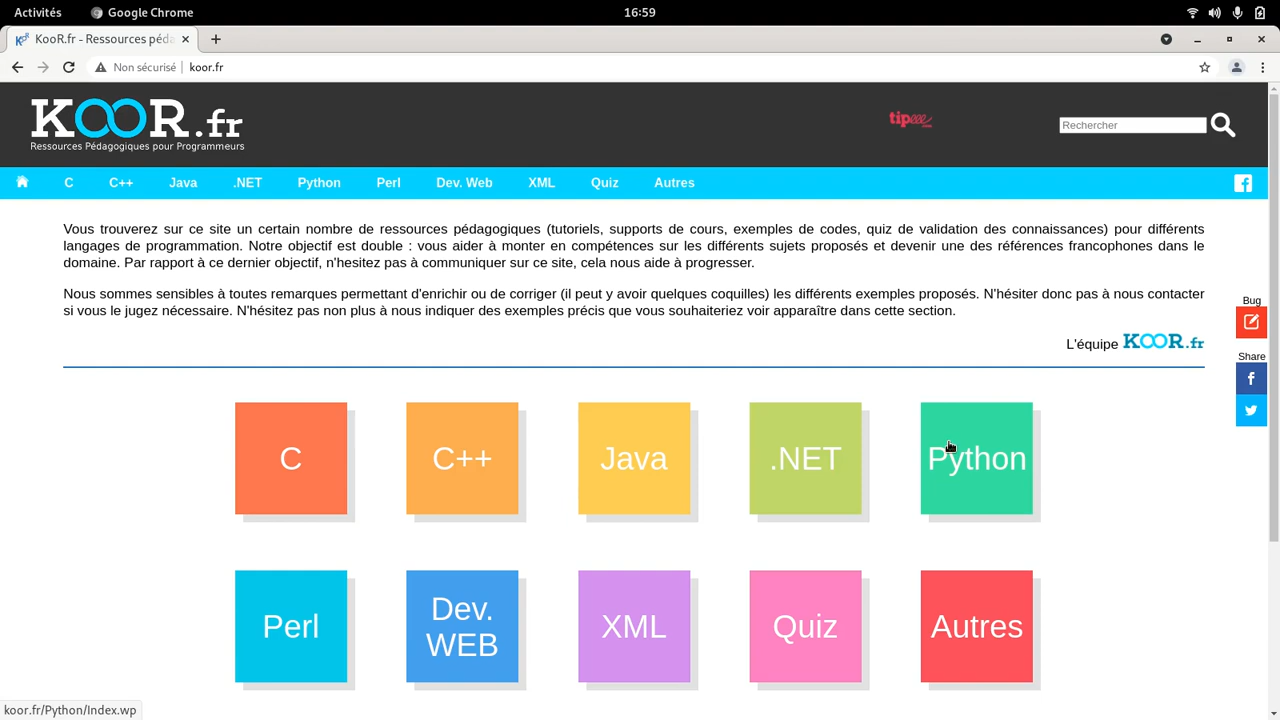 Activités Google Chrome 16:59
KooR.fr - Ressources péda
Non sécurisé koor.fr
KOOR.fr
Ressources Pédagogiques pour Programmeurs
tipeee
Rechercher
C C++ Java .NET Python Perl Dev. Web XML Quiz Autres
Vous trouverez sur ce site un certain nombre de ressources pédagogiques (tutoriels, supports de cours, exemples de codes, quiz de validation des connaissances) pour différents
langages de programmation. Notre objectif est double : vous aider à monter en compétences sur les différents sujets proposés et devenir une des références francophones dans le
domaine. Par rapport à ce dernier objectif, n'hesitez pas à communiquer sur ce site, cela nous aide à progresser.
Nous sommes sensibles à toutes remarques permettant d'enrichir ou de corriger (il peut y avoir quelques coquilles) les différents exemples proposés. N'hésiter donc pas à nous contacter
si vous le jugez nécessaire. N'hésitez pas non plus à nous indiquer des exemples précis que vous souhaiteriez voir apparaître dans cette section.
L'équipe KOOR.fr
Bug
Share
C C++ Java .NET Python
Perl Dev. WEB XML Quiz Autres
koor.fr/Python/Index.wp